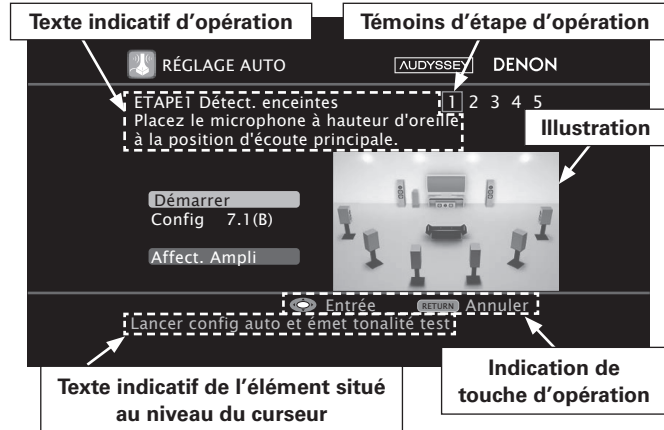 Texte indicatif d’opération
Témoins d’étape d’opération
RÉGLAGE AUTO
AUDYSSEY
DENON
ETAPE1 Détect. enceintes
1 2 3 4 5
Placez le microphone à hauteur d'oreille
à la position d'écoute principale.
Illustration
Démarrer
Config 7.1(B)
Affect. Ampli
Entrée
RETURN Annuler
Lancer config auto et émet tonalité test
Texte indicatif de l’élément situé
au niveau du curseur
Indication de
touche d’opération